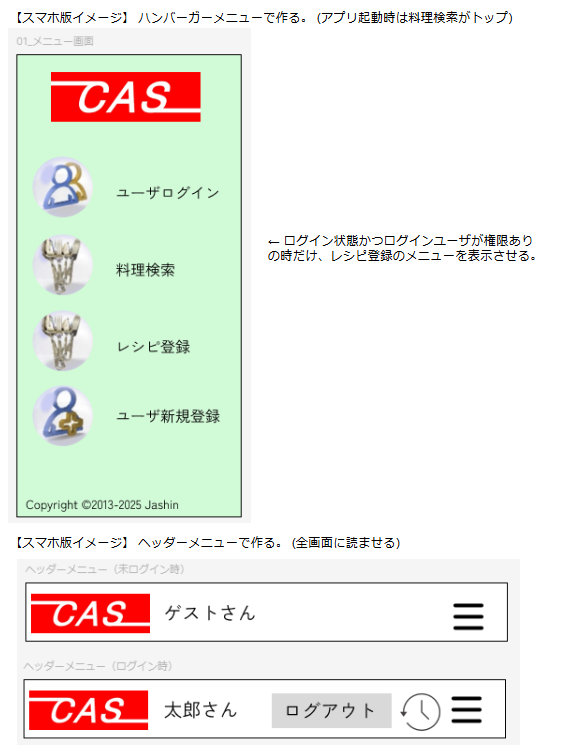 【スマホ版イメージ】 ハンバーガーメニューで作る。 (アプリ起動時は料理検索がトップ)
01_メニュー画面
CAS
ユーザログイン
料理検索
← ログイン状態かつログインユーザが権限あり
の時だけ、レシピ登録のメニューを表示させる。
レシピ登録
ユーザ新規登録
Copyright ©2013-2025 Jashin
【スマホ版イメージ】 ヘッダーメニューで作る。 (全画面に読ませる)
ヘッダーメニュー（未ログイン時）
CAS ゲストさん
ヘッダーメニュー（ログイン時）
CAS 太郎さん ログアウト